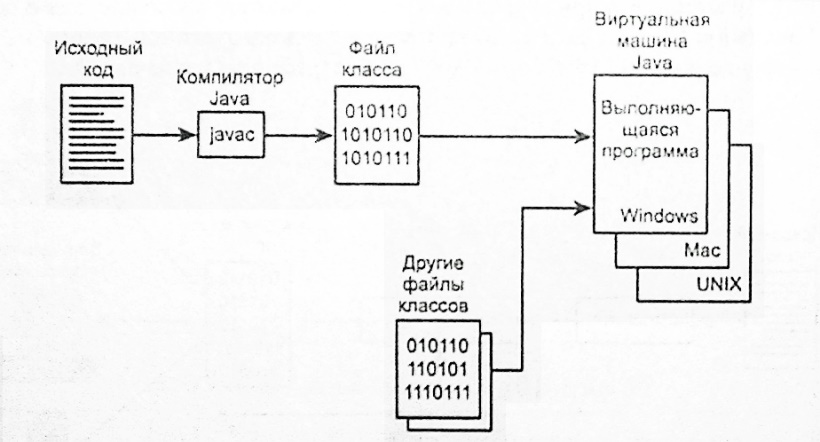 Исходный
код
Компилятор
Java
javac
Файл
класса
010110
1010110
1010111
Виртуальная
машина
Java
Выполняю-
щаяся
программа
Windows
Mac
UNIX
Другие
файлы
классов
010110
110101
1110111